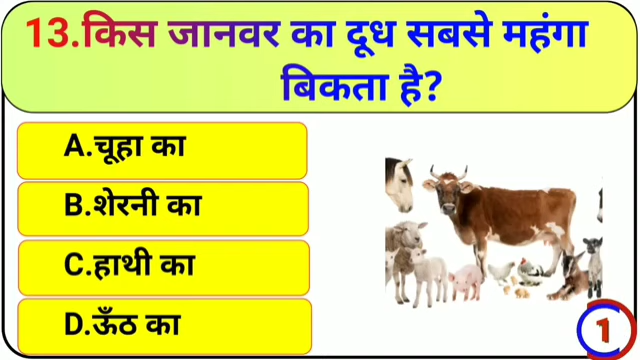 13.किस जानवर का दूध सबसे महंगा
बिकता है?
A.चूहा का
B.शेरनी का
C.हाथी का
D.ऊँठ का
1